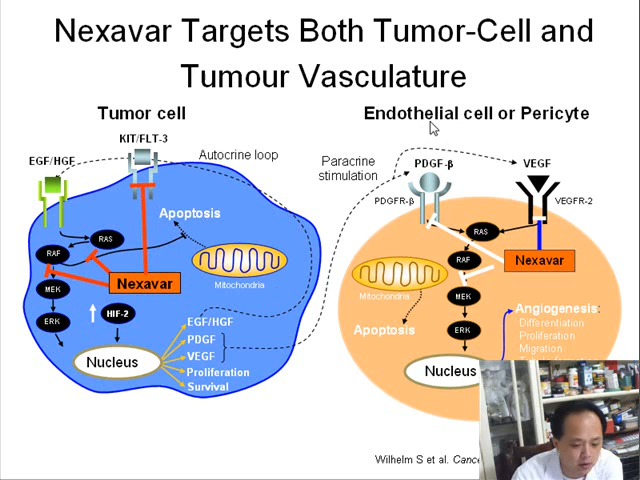 Nexavar Targets Both Tumor-Cell and
Tumour Vasculature
Tumor cell
Endothelial cell or Pericyte
KIT/FLT-3
EGF/HGF
Autocrine loop
Paracrine
stimulation
PDGF-β
VEGF
PDGFR-β
VEGFR-2
Apoptosis
RAS
RAF
Mitochondria
Nexavar
MEK
HIF-2
ERK
Nucleus
EGF/HGF
PDGF
VEGF
Proliferation
Survival
RAS
RAF
Nexavar
Mitochondria
MEK
Apoptosis
ERK
Nucleus
Angiogenesis:
Differentiation
Proliferation
Migration
Wilhelm S et al. Cance